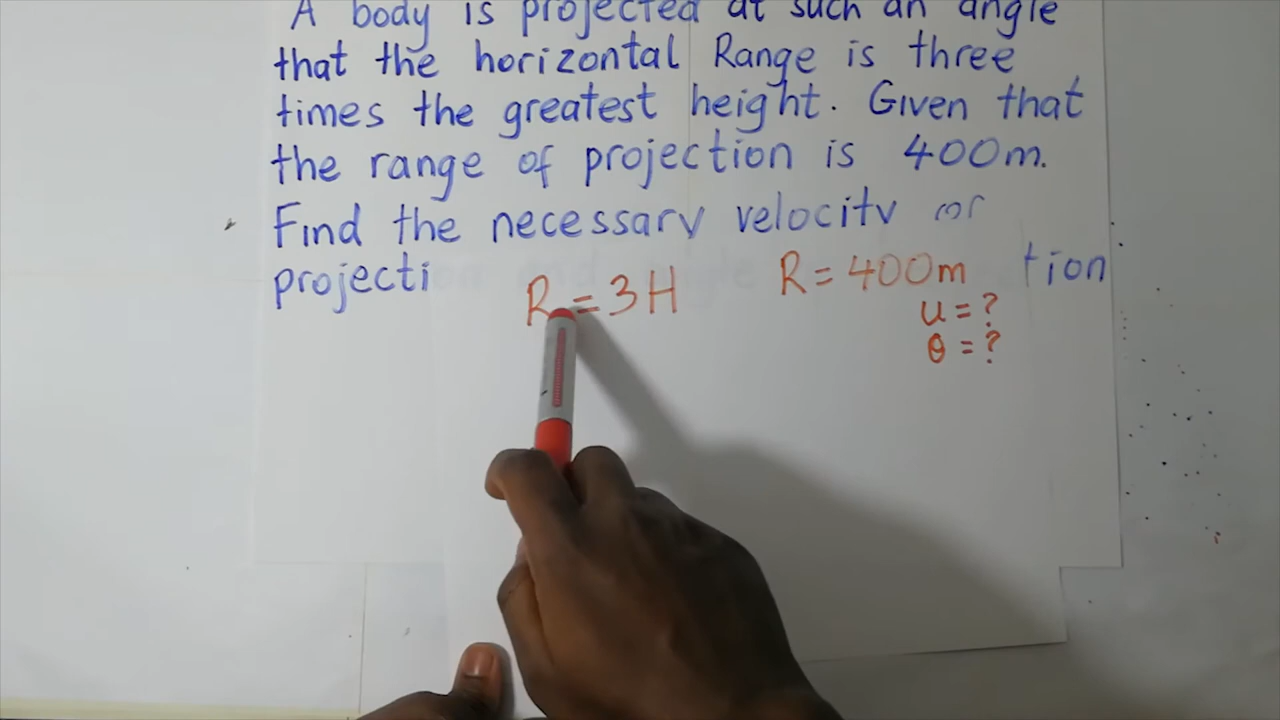 A body is projected at such an angle
that the horizontal Range is three
times the greatest height. Given that
the range of projection is 400m.
Find the necessary velocity or
projecti tion
R = 3H R = 400m
u = ?
θ = ?